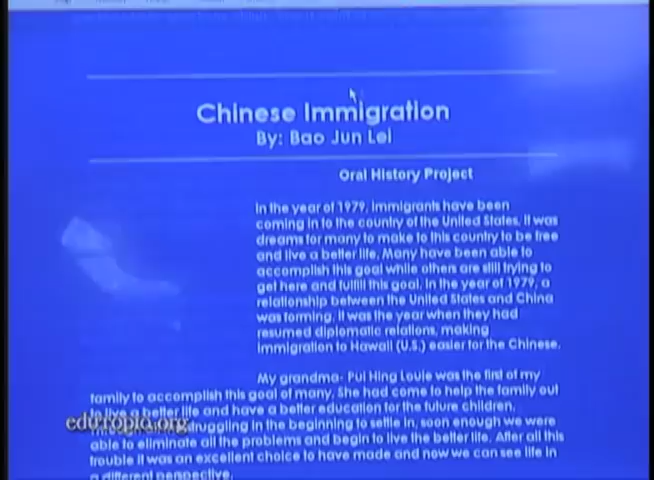 Chinese Immigration
By: Bao Jun Lei
Oral History Project
In the year of 1979, immigrants have been
coming in to the country of the United States. It was
dreams for many to make to this country to be free
and live a better life. Many have been able to
accomplish this goal while others are still trying to
get here and fulfill this goal. In the year of 1979, a
relationship between the United States and China
was forming. It was the year when they had
resumed diplomatic relations, making
immigration to Hawaii (U.S.) easier for the Chinese.
My grandma- Pui Hing Louie was the first of my
family to accomplish this goal of many. She had come to help the family out
to live a better life and have a better education for the future children.
edutopia.org
struggling in the beginning to settle in, soon enough we were
able to eliminate all the problems and begin to live the better life. After all this
trouble it was an excellent choice to have made and now we can see life in
a different perspective.